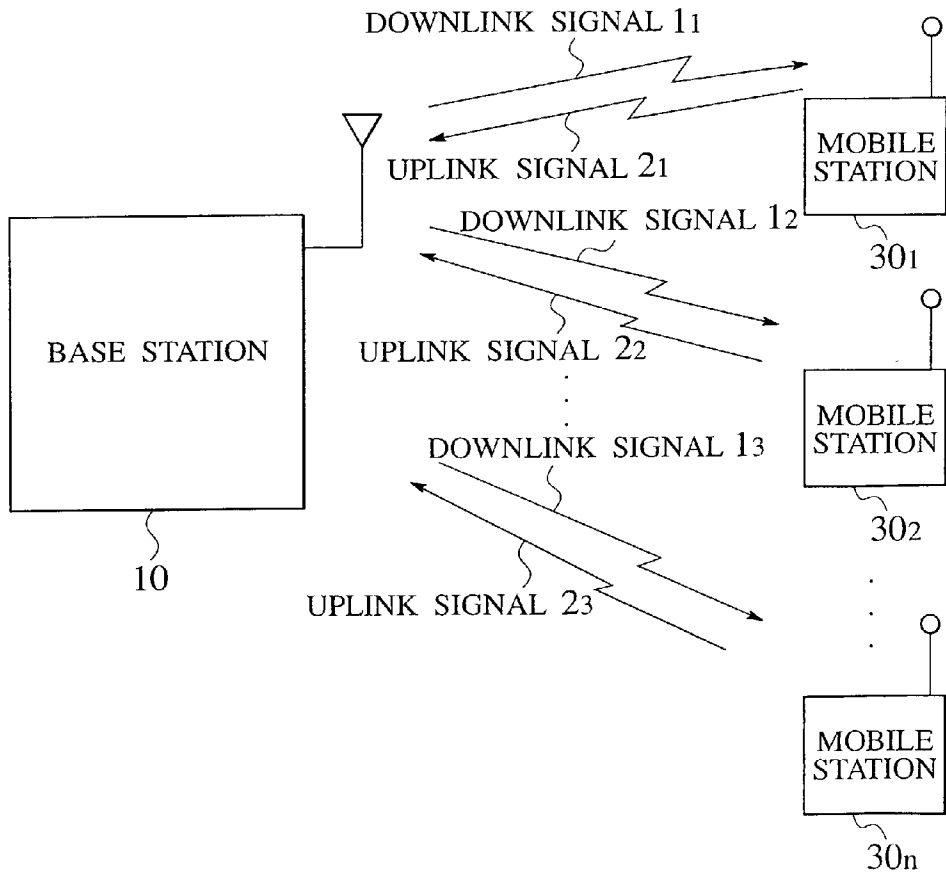 DOWNLINK SIGNAL 1₁
UPLINK SIGNAL 2₁
MOBILE
STATION
30₁
DOWNLINK SIGNAL 1₂
BASE STATION
10
UPLINK SIGNAL 2₂
MOBILE
STATION
30₂
DOWNLINK SIGNAL 1₃
UPLINK SIGNAL 2₃
MOBILE
STATION
30n